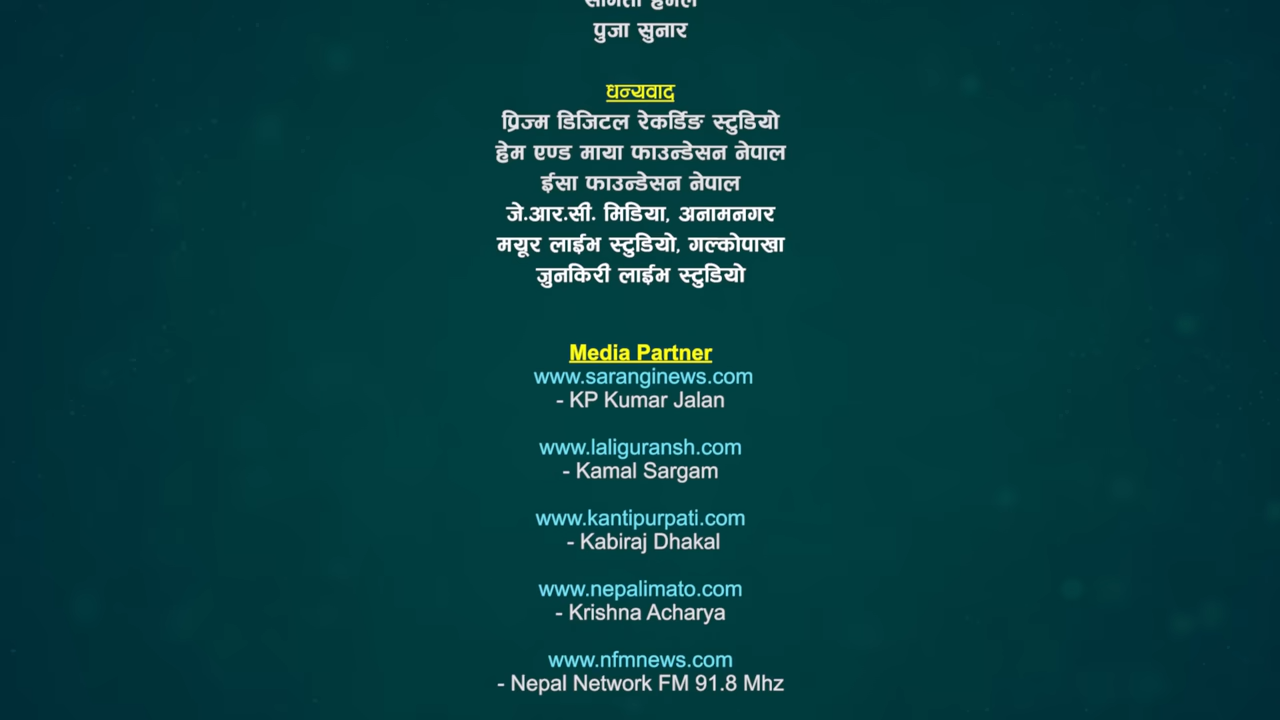 पुजा सुनार
धन्यवाद
प्रिज्म डिजिटल रेकर्डिङ स्टुडियो
हेम एण्ड माया फाउन्डेसन नेपाल
ईसा फाउन्डेसन नेपाल
जे.आर.सी. मिडिया, अनामनगर
मयूर लाईभ स्टुडियो, गल्कोपाखा
जुनकिरी लाईभ स्टुडियो
Media Partner
www.saranginews.com
- KP Kumar Jalan
www.laliguransh.com
- Kamal Sargam
www.kantipurpati.com
- Kabiraj Dhakal
www.nepalimato.com
- Krishna Acharya
www.nfmnews.com
- Nepal Network FM 91.8 Mhz